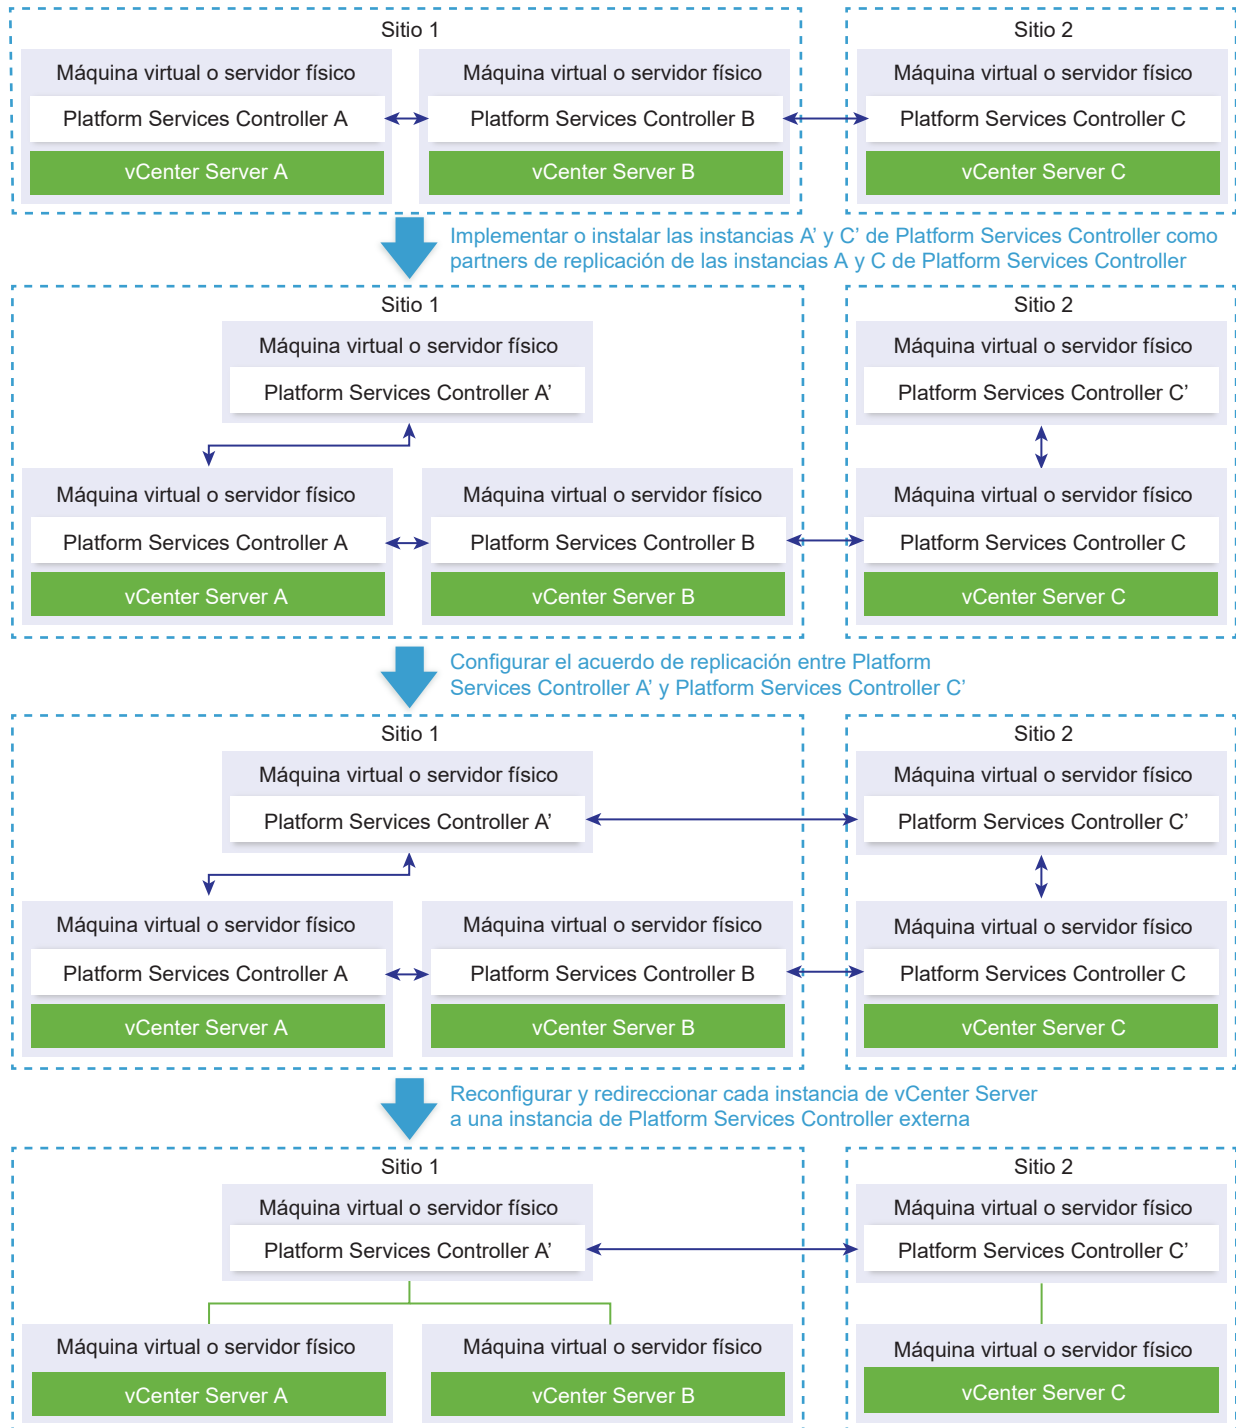 Sitio 1
Sitio 2
Máquina virtual o servidor físico
Máquina virtual o servidor físico
Máquina virtual o servidor físico
Platform Services Controller A
Platform Services Controller B
Platform Services Controller C
vCenter Server A
vCenter Server B
vCenter Server C
Implementar o instalar las instancias A’ y C’ de Platform Services Controller como
partners de replicación de las instancias A y C de Platform Services Controller
Sitio 1
Sitio 2
Máquina virtual o servidor físico
Máquina virtual o servidor físico
Platform Services Controller A’
Platform Services Controller C’
Máquina virtual o servidor físico
Máquina virtual o servidor físico
Máquina virtual o servidor físico
Platform Services Controller A
Platform Services Controller B
Platform Services Controller C
vCenter Server A
vCenter Server B
vCenter Server C
Configurar el acuerdo de replicación entre Platform
Services Controller A’ y Platform Services Controller C’
Sitio 1
Sitio 2
Máquina virtual o servidor físico
Máquina virtual o servidor físico
Platform Services Controller A’
Platform Services Controller C’
Máquina virtual o servidor físico
Máquina virtual o servidor físico
Máquina virtual o servidor físico
Platform Services Controller A
Platform Services Controller B
Platform Services Controller C
vCenter Server A
vCenter Server B
vCenter Server C
Reconfigurar y redireccionar cada instancia de vCenter Server
a una instancia de Platform Services Controller externa
Sitio 1
Sitio 2
Máquina virtual o servidor físico
Máquina virtual o servidor físico
Platform Services Controller A’
Platform Services Controller C’
Máquina virtual o servidor físico
Máquina virtual o servidor físico
Máquina virtual o servidor físico
vCenter Server A
vCenter Server B
vCenter Server C